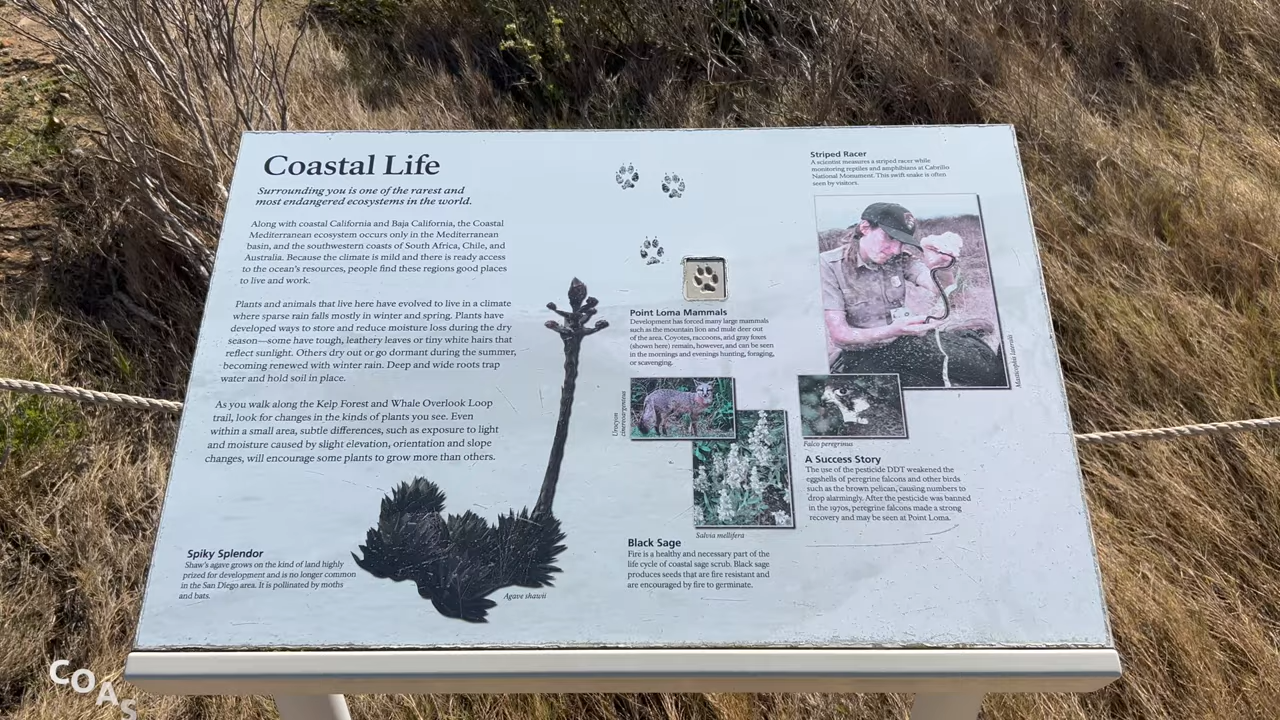 Coastal Life
Surrounding you is one of the rarest and
most endangered ecosystems in the world.
Along with coastal California and Baja California, the Coastal
Mediterranean ecosystem occurs only in the Mediterranean
basin, and the southwestern coasts of South Africa, Chile, and
Australia. Because the climate is mild and there is ready access
to the ocean's resources, people find these regions good places
to live and work.
Plants and animals that live here have evolved to live in a climate
where sparse rain falls mostly in winter and spring. Plants have
developed ways to store and reduce moisture loss during the dry
season—some have tough, leathery leaves or tiny white hairs that
reflect sunlight. Others dry out or go dormant during the summer,
becoming renewed with winter rain. Deep and wide roots trap
water and hold soil in place.
As you walk along the Kelp Forest and Whale Overlook Loop
trail, look for changes in the kinds of plants you see. Even
within a small area, subtle differences, such as exposure to light
and moisture caused by slight elevation, orientation and slope
changes, will encourage some plants to grow more than others.
Spiky Splendor
Shaw's agave grows on the kind of land highly
prized for development and is no longer common
in the San Diego area. It is pollinated by moths
and bats.
Agave shawii
Point Loma Mammals
Development has forced many large mammals
such as the mountain lion and mule deer out
of the area. Coyotes, raccoons, and gray foxes
(shown here) remain, however, and can be seen
in the mornings and evenings hunting, foraging,
or scavenging.
Urocyon
cinereoargenteus
Salvia mellifera
Black Sage
Fire is a healthy and necessary part of the
life cycle of coastal sage scrub. Black sage
produces seeds that are fire resistant and
are encouraged by fire to germinate.
Striped Racer
A scientist measures a striped racer while
monitoring reptiles and amphibians at Cabrillo
National Monument. This swift snake is often
seen by visitors.
Masticophis lateralis
Falco peregrinus
A Success Story
The use of the pesticide DDT weakened the
eggshells of peregrine falcons and other birds
such as the brown pelican, causing numbers to
drop alarmingly. After the pesticide was banned
in the 1970s, peregrine falcons made a strong
recovery and may be seen at Point Loma.
COAS